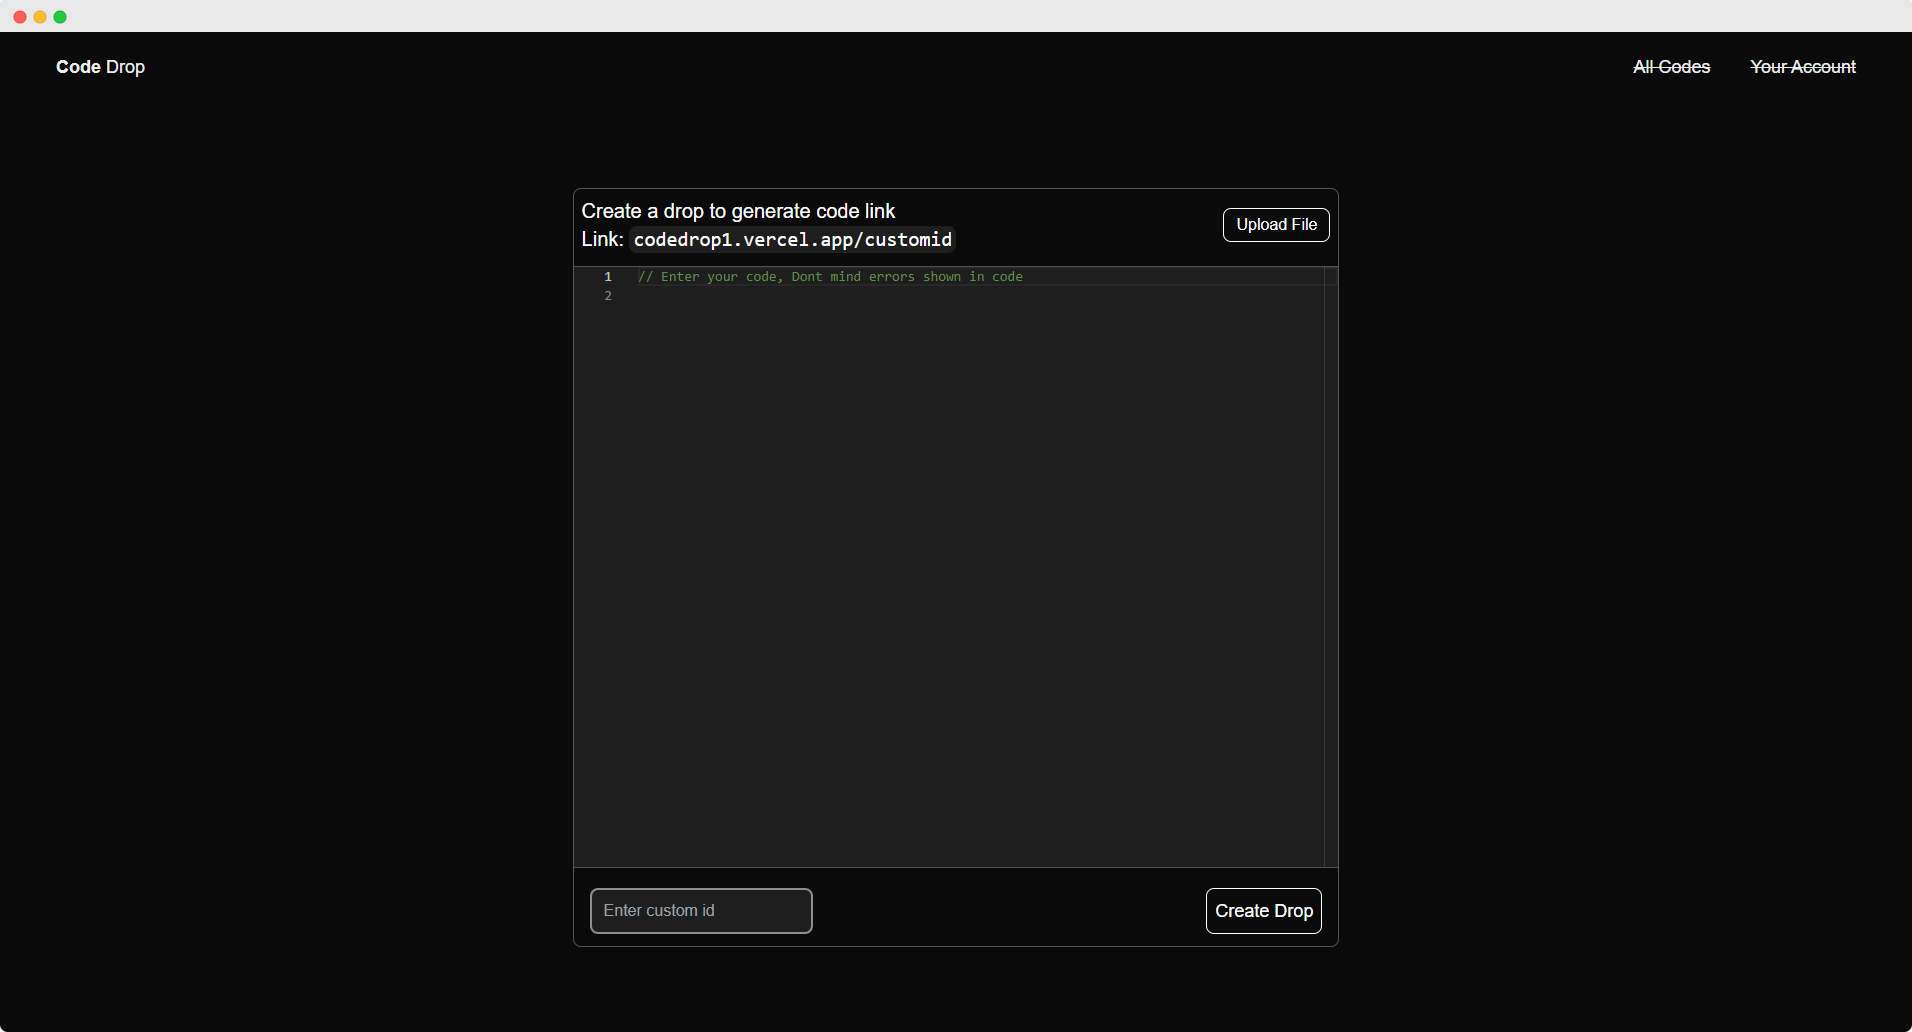 Code Drop
All Codes
Your Account
Create a drop to generate code link
Link: codedrop1.vercel.app/customid
Upload File
1 // Enter your code, Dont mind errors shown in code
2
Enter custom id
Create Drop